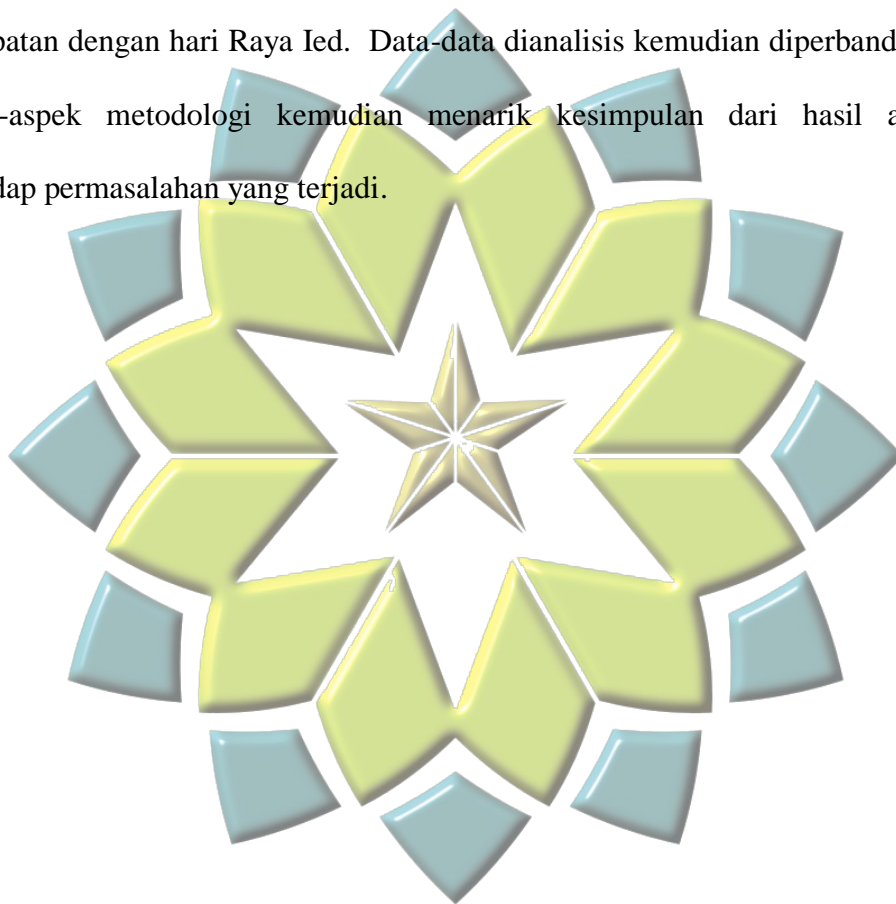 batan dengan hari Raya Ied. Data-data dianalisis kemudian diperband
-aspek metodologi kemudian menarik kesimpulan dari hasil a
dap permasalahan yang terjadi.